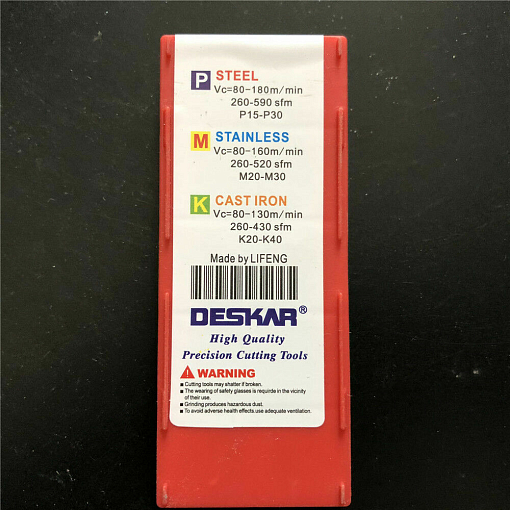 P STEEL
Vc=80-180m/min
260-590 sfm
P15-P30
M STAINLESS
Vc=80-160m/min
260-520 sfm
M20-M30
K CAST IRON
Vc=80-130m/min
260-430 sfm
K20-K40
Made by LIFENG
DESKAR®
High Quality
Precision Cutting Tools
WARNING
■ Cutting tools may shatter if broken.
■ The wearing of safety glasses is requirde in the vicinity
of their use.
■ Grinding produces hazardous dust.
■ To avoid adverse health effects.use adequate ventilation.